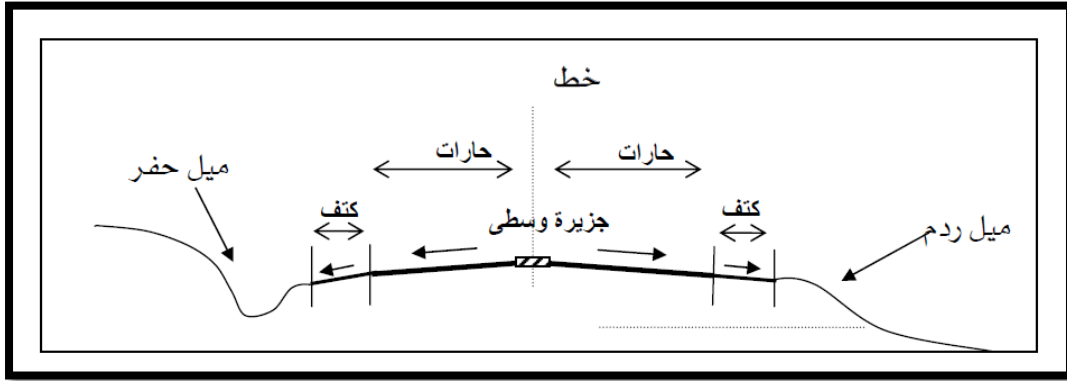 خط
حارات
حارات
ميل حفر
كتف
جزيرة وسطى
كتف
ميل ردم